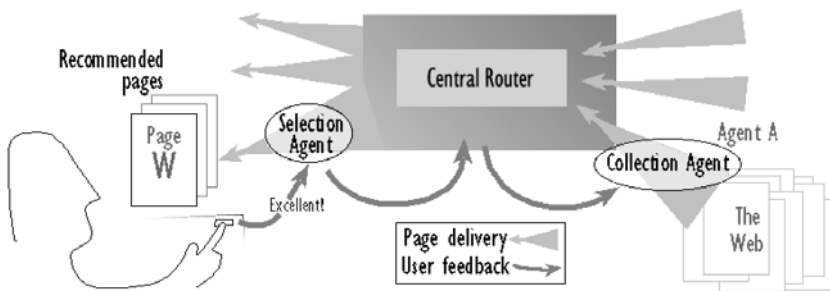 Recommended
pages
Page
W
Selection
Agent
Excellent!
Central Router
Agent A
Collection Agent
The
Web
Page delivery
User feedback